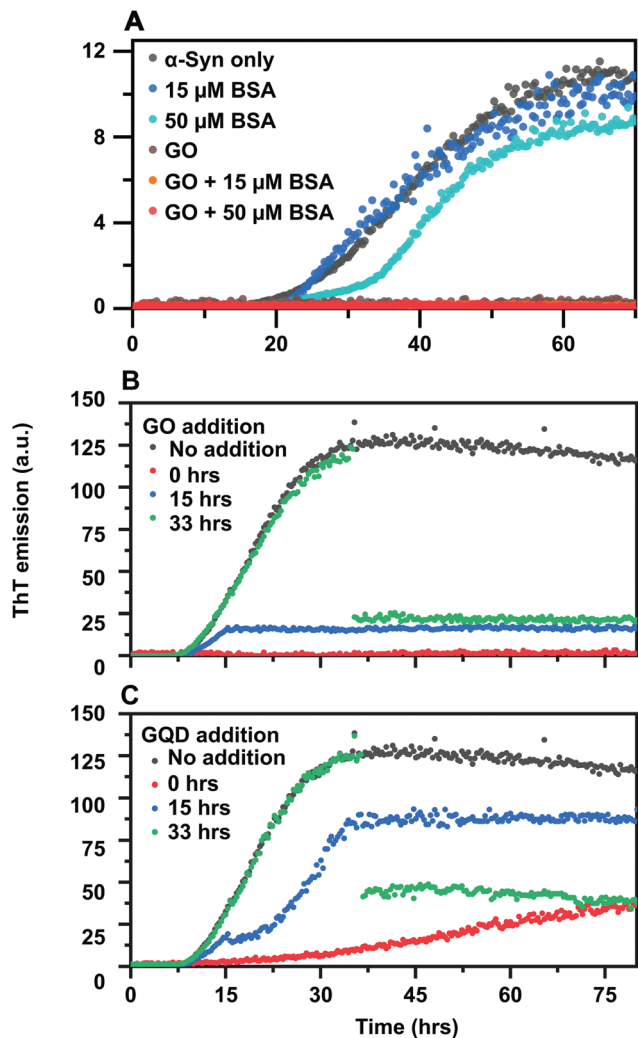 A
12
8
4
0
α-Syn only
15 µM BSA
50 µM BSA
GO
GO + 15 µM BSA
GO + 50 µM BSA
0 20 40 60
ThT emission (a.u.)
B
150
125
100
75
50
25
0
GO addition
No addition
0 hrs
15 hrs
33 hrs
C
150
125
100
75
50
25
0
GQD addition
No addition
0 hrs
15 hrs
33 hrs
0 15 30 45 60 75
Time (hrs)